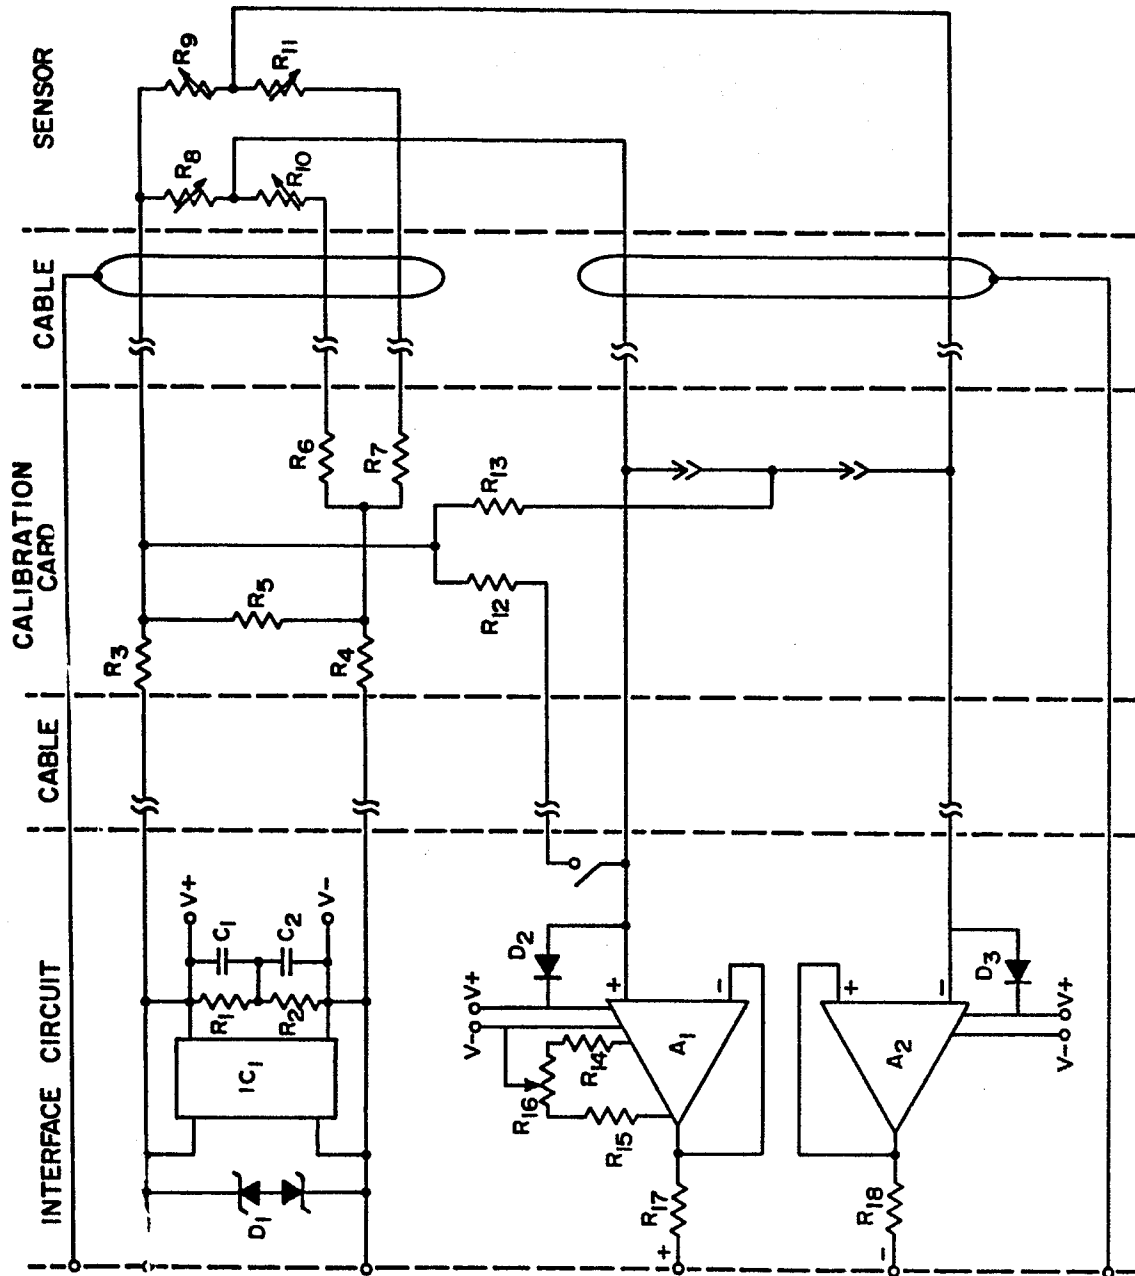 SENSOR
R9
R11
R8
R10
CABLE
CALIBRATION
CARD
R6
R7
R13
R12
R5
R3
R4
CABLE
INTERFACE CIRCUIT
V+
C1
C2
V-
R1
R2
IC1
D1
D2
V+
V-
+
-
A1
R14
R16
R15
R17
+
+
-
D3
V+
V-
A2
R18
-